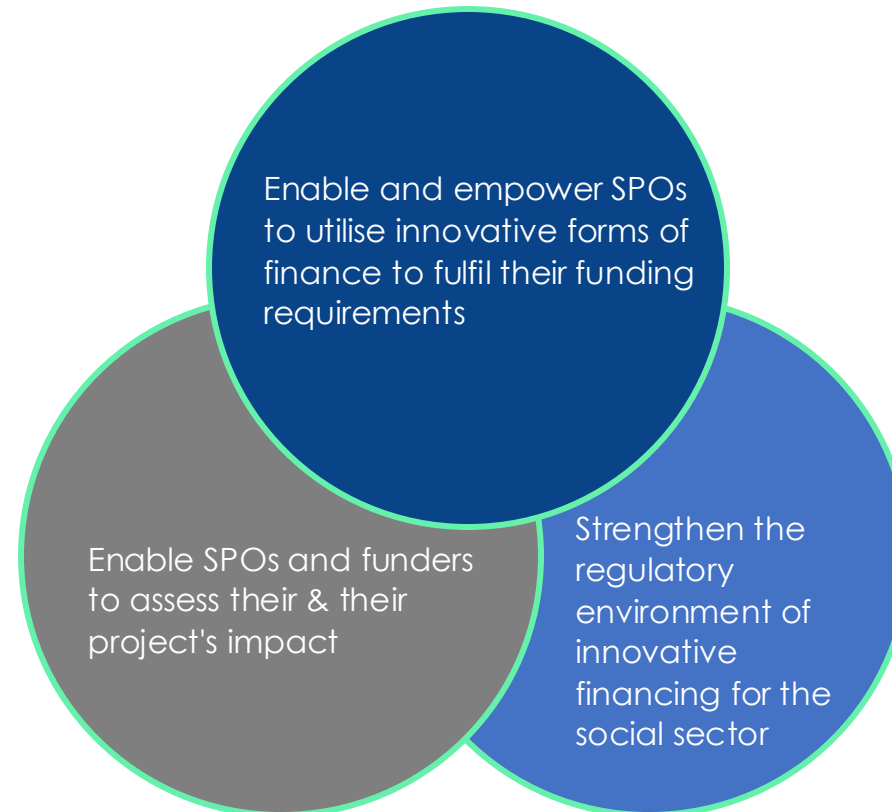 Enable and empower SPOs
to utilise innovative forms of
finance to fulfil their funding
requirements
Enable SPOs and funders
to assess their & their
project's impact
Strengthen the
regulatory
environment of
innovative
financing for the
social sector